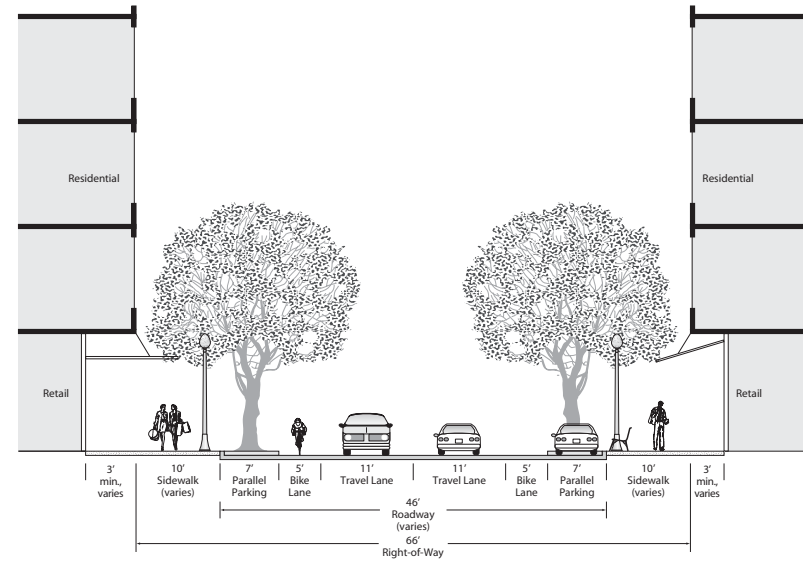 Residential
Residential
Retail
Retail
3’
min.,
varies
10’
Sidewalk
(varies)
7’
Parallel
Parking
5’
Bike
Lane
11’
Travel Lane
11’
Travel Lane
5’
Bike
Lane
7’
Parallel
Parking
10’
Sidewalk
(varies)
3’
min.,
varies
46’
Roadway
(varies)
66’
Right-of-Way